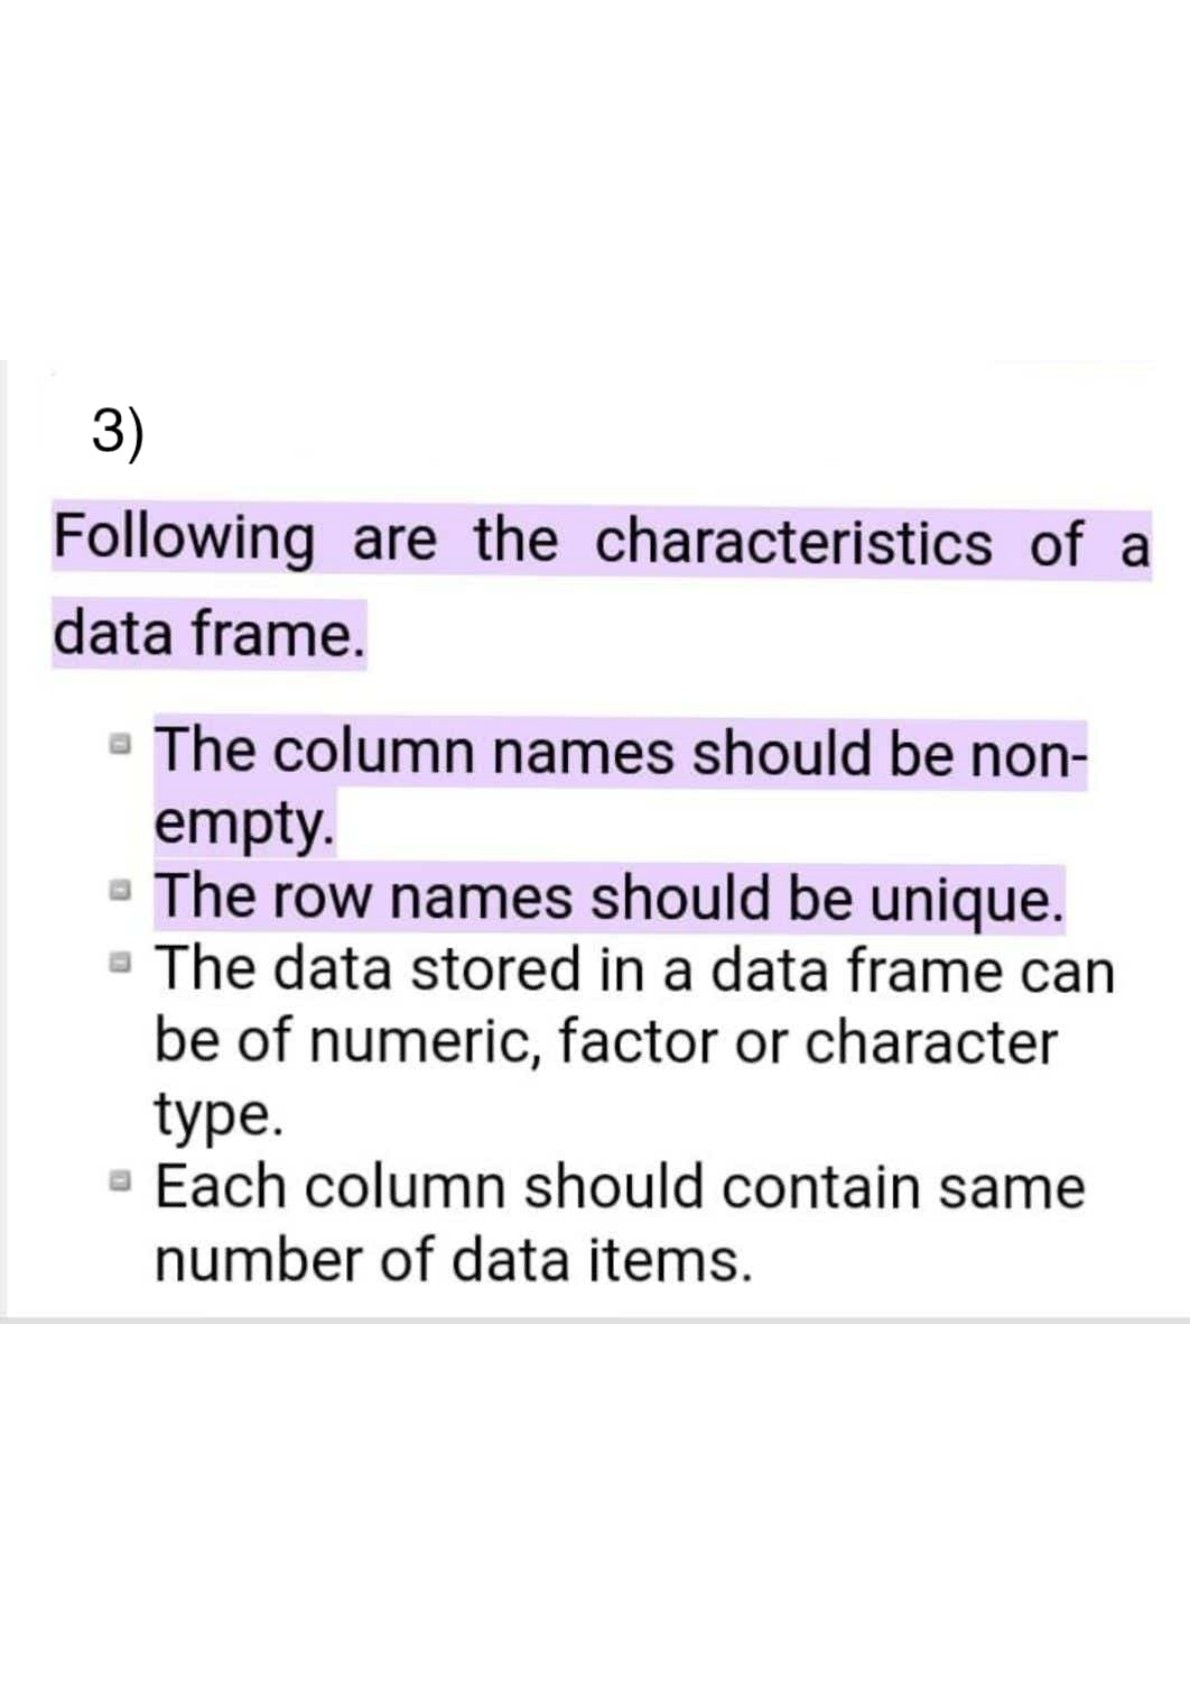 3)
Following are the characteristics of a
data frame.
The column names should be non-
empty.
The row names should be unique.
The data stored in a data frame can
be of numeric, factor or character
type.
Each column should contain same
number of data items.